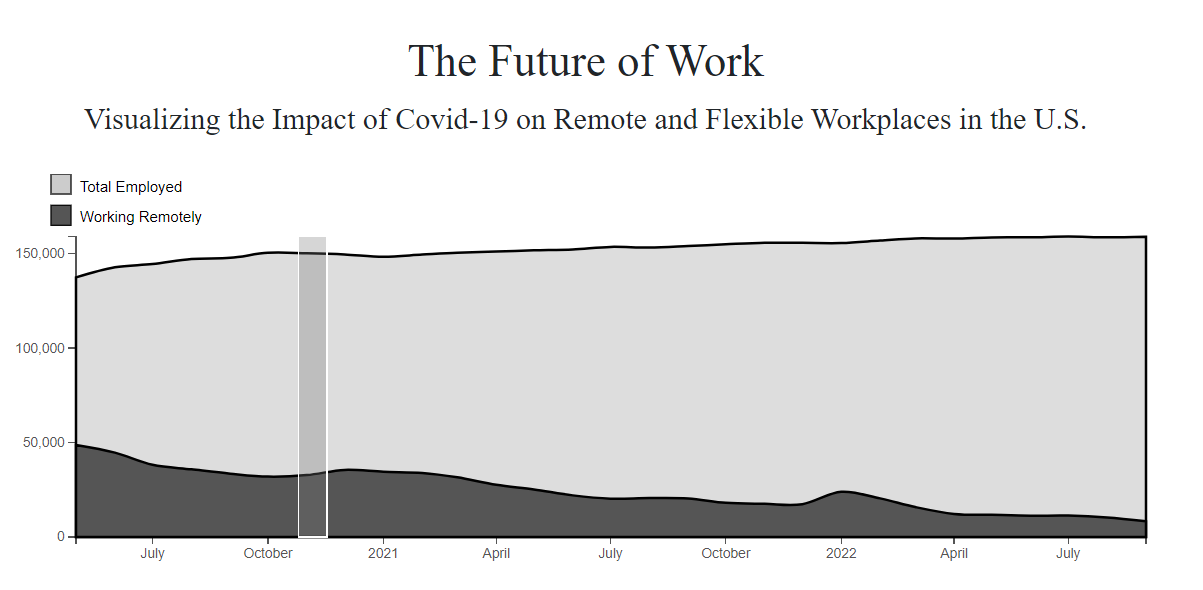 The Future of Work
Visualizing the Impact of Covid-19 on Remote and Flexible Workplaces in the U.S.
Total Employed
Working Remotely
150,000
100,000
50,000
0
July October 2021 April July October 2022 April July